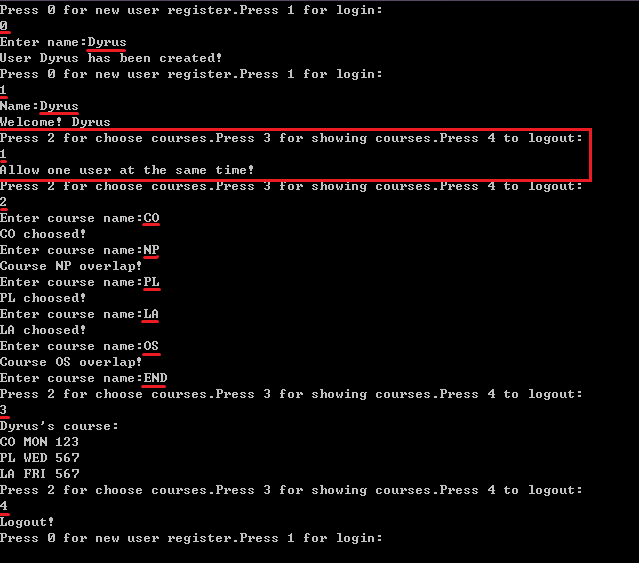 Press 0 for new user register.Press 1 for login:
0
Enter name:Dyrus
User Dyrus has been created!
Press 0 for new user register.Press 1 for login:
1
Name:Dyrus
Welcome! Dyrus
Press 2 for choose courses.Press 3 for showing courses.Press 4 to logout:
1
Allow one user at the same time!
Press 2 for choose courses.Press 3 for showing courses.Press 4 to logout:
2
Enter course name:CO
CO choosed!
Enter course name:NP
Course NP overlap!
Enter course name:PL
PL choosed!
Enter course name:LA
LA choosed!
Enter course name:OS
Course OS overlap!
Enter course name:END
Press 2 for choose courses.Press 3 for showing courses.Press 4 to logout:
3
Dyrus's course:
CO MON 123
PL WED 567
LA FRI 567
Press 2 for choose courses.Press 3 for showing courses.Press 4 to logout:
4
Logout!
Press 0 for new user register.Press 1 for login: